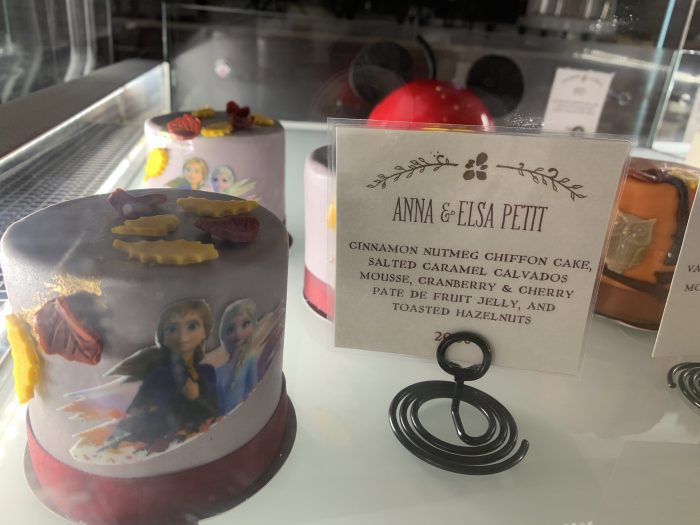 ANNA & ELSA PETIT
CINNAMON NUTMEG CHIFFON CAKE,
SALTED CARAMEL CALVADOS
MOUSSE, CRANBERRY & CHERRY
PATE DE FRUIT JELLY, AND
TOASTED HAZELNUTS